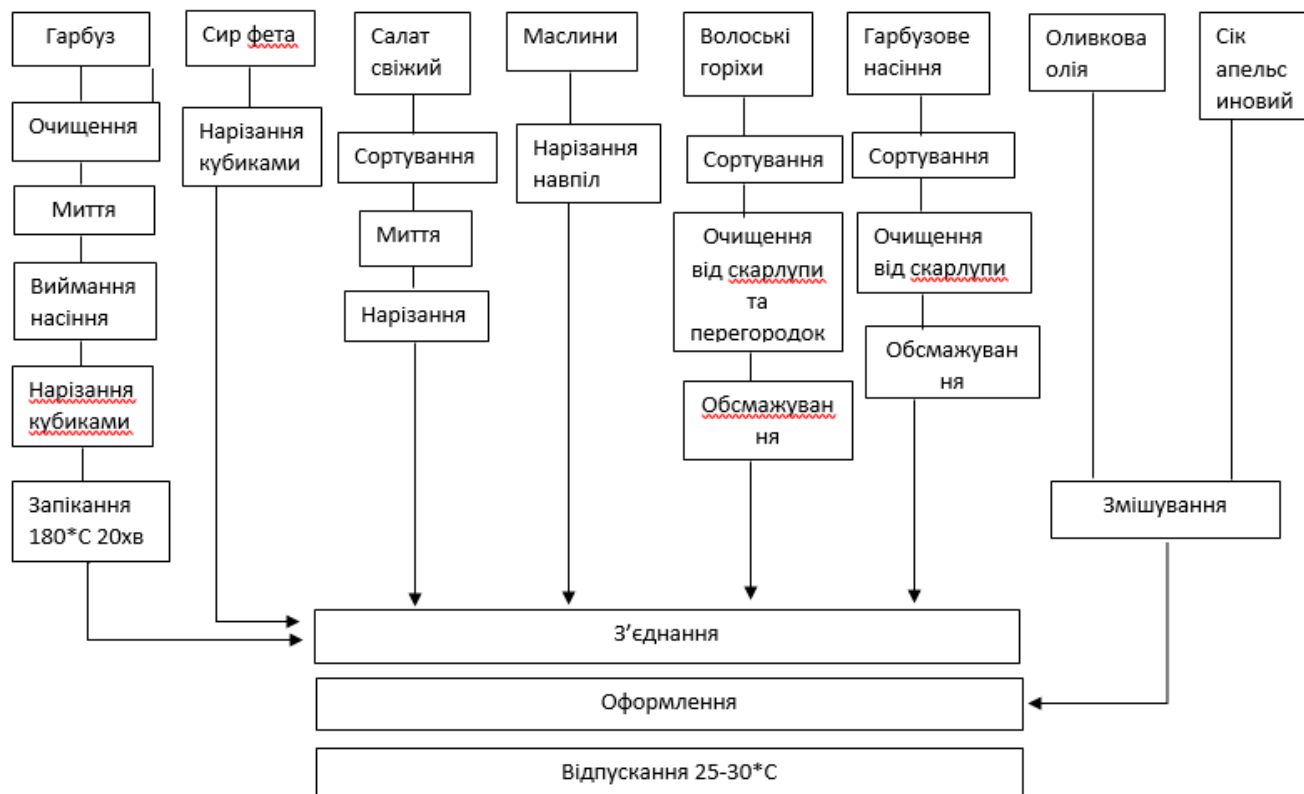 Гарбуз
Сир фета
Салат
свіжий
Маслини
Волоські
горіхи
Гарбузове
насіння
Оливкова
олія
Сік
апельс
иновий
Очищення
Нарізання
кубиками
Сортування
Нарізання
навпіл
Сортування
Сортування
Миття
Миття
Очищення
від скарлупи
та
перегородок
Очищення
від скарлупи
Виймання
насіння
Нарізання
Обсмажуван
ня
Нарізання
кубиками
Обсмажуван
ня
Запікання
180*С 20хв
Змішування
З’єднання
Оформлення
Відпускання 25-30*С